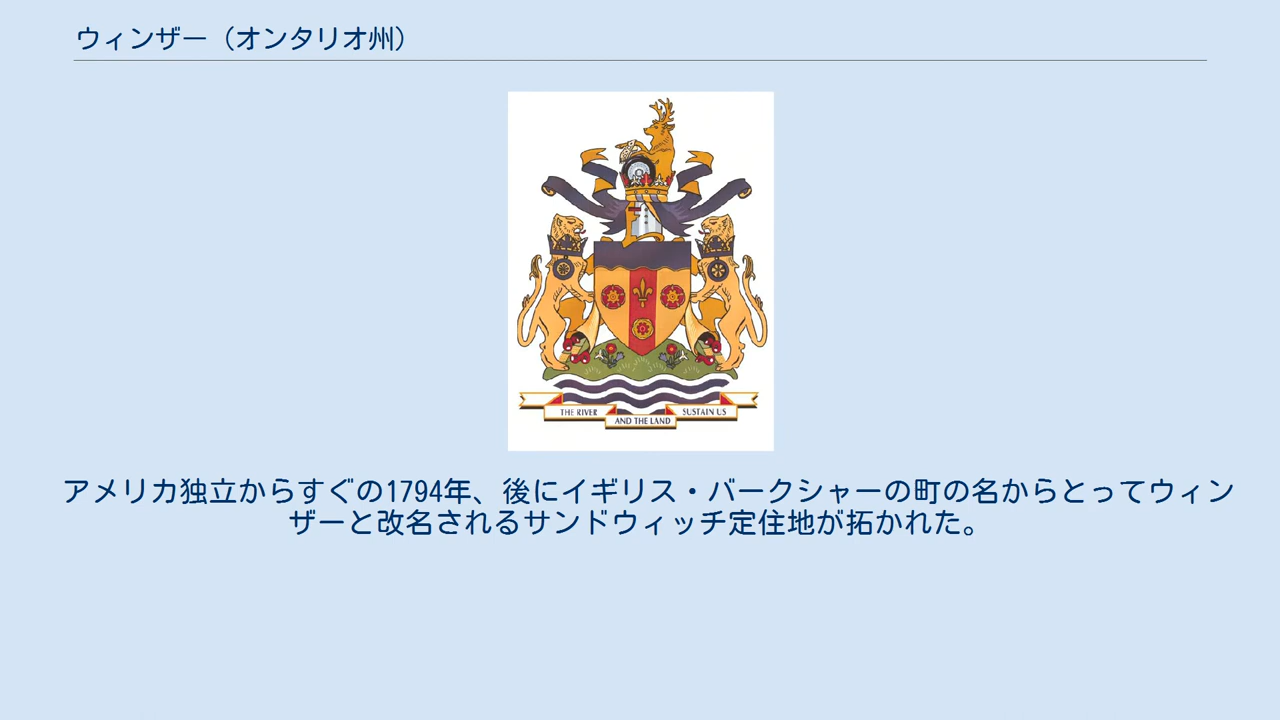 ウィンザー（オンタリオ州）
THE RIVER
AND THE LAND
SUSTAIN US
アメリカ独立からすぐの1794年、後にイギリス・バークシャーの町の名からとってウィン
ザーと改名されるサンドウィッチ定住地が拓かれた。